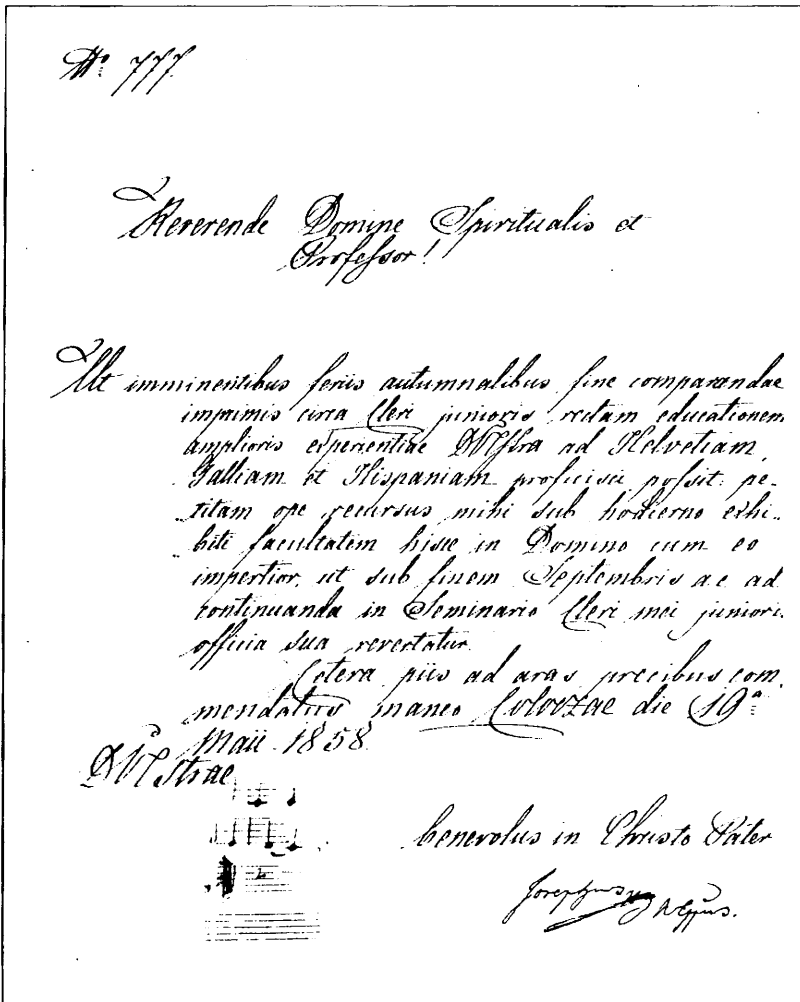 No 777.
Reverende Domine Spiritualis et
Professor!
Ut imminentibus feriis autumnalibus fine comparandae
imprimis circa Cleri junioris rectam educationem
amplioris experientiae DVestra ad Helvetiam,
Galliam et Hispaniam proficisci possit, pe-
titam ope recursus mihi sub hodierno exhi-
biti facultatem hisce in Domino cum eo
impertior, ut sub finem Septembris a c ad
continuanda in Seminario Cleri mei junioris
officia sua revertatur.
Cetera piis ad aras precibus com
mendatus maneo Coloczae die 19a
Maii 1858.
DVestrae
benevolus in Christo Pater
Josephus
AEppus.